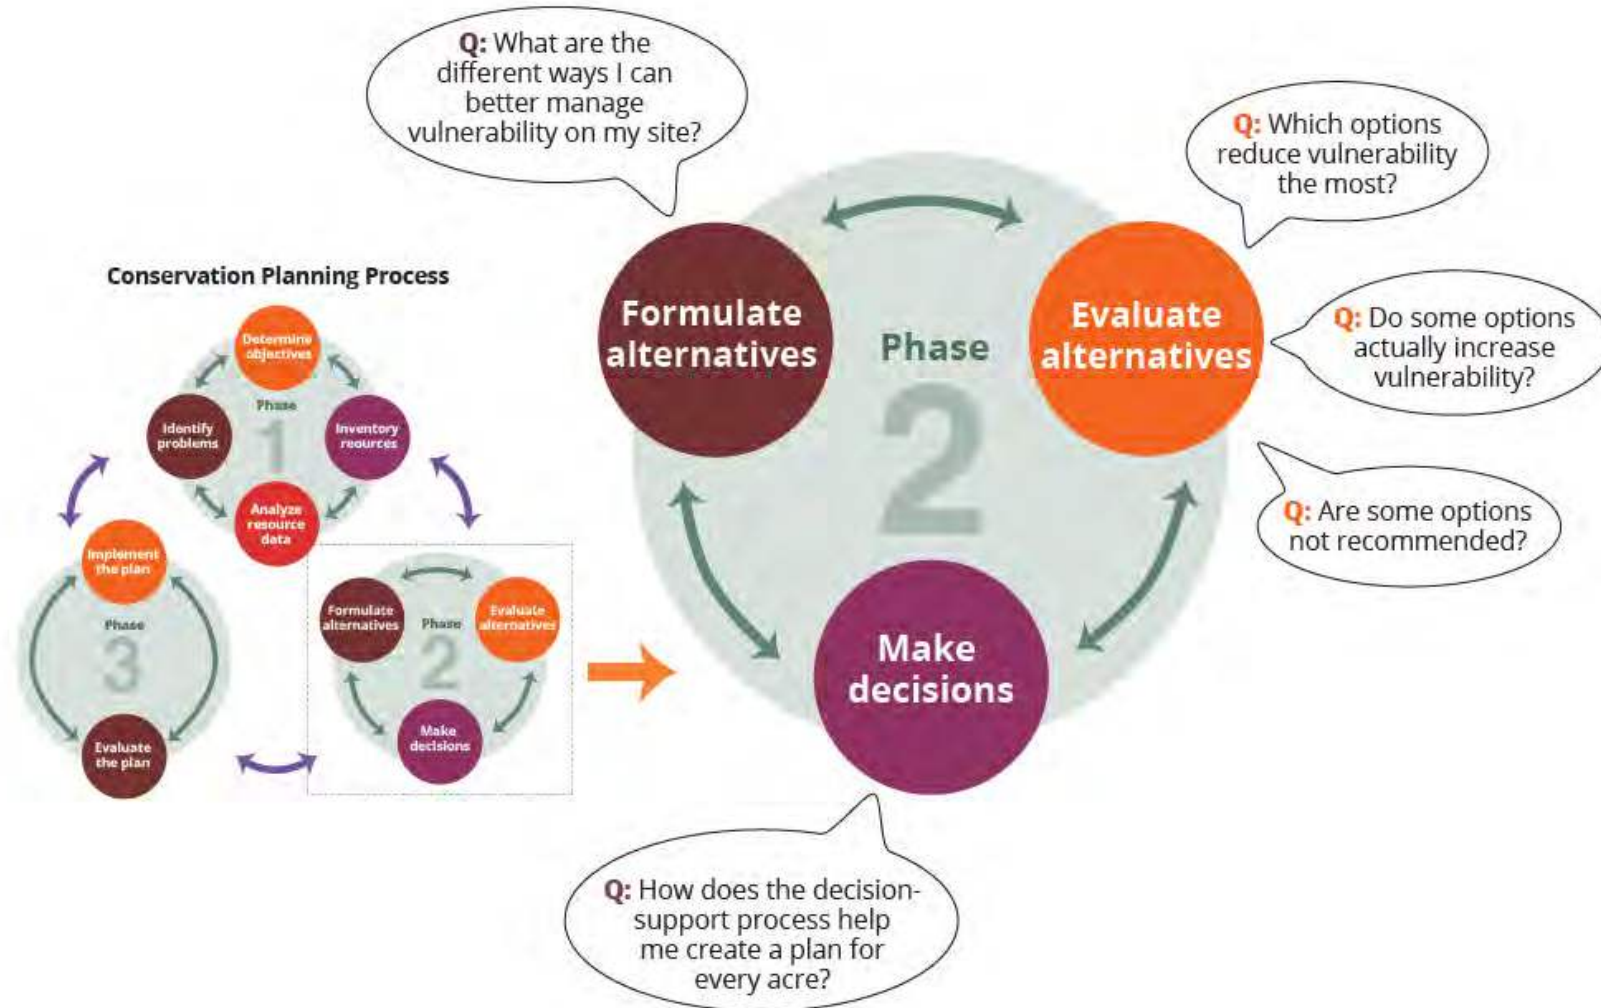 Q: What are the
different ways I can
better manage
vulnerability on my site?
Q: Which options
reduce vulnerability
the most?
Conservation Planning Process
Determine
objectives
Phase
1
Identify
problems
Inventory
reources
Analyze
resource
data
Implement
the plan
Phase
3
Evaluate
the plan
Formulate
alternatives
Phase
2
Evaluate
alternatives
Make
decisions
Formulate
alternatives
Phase
2
Evaluate
alternatives
Make
decisions
Q: Do some options
actually increase
vulnerability?
Q: Are some options
not recommended?
Q: How does the decision-
support process help
me create a plan for
every acre?